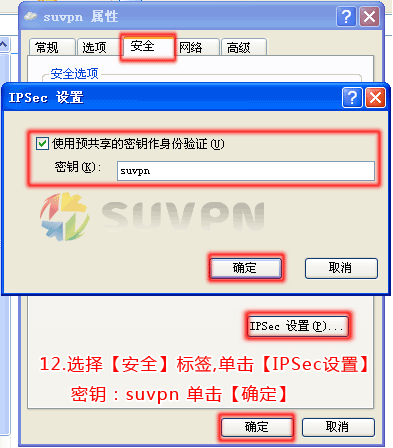 suvpn 属性
常规 选项 安全 网络 高级
安全选项
IPSec 设置
使用预共享的密钥作身份验证(U)
密钥(K): suvpn
SUVPN
确定 取消
IPSec 设置(P)...
12.选择【安全】标签,单击【IPSec设置】
密钥：suvpn 单击【确定】
确定 取消